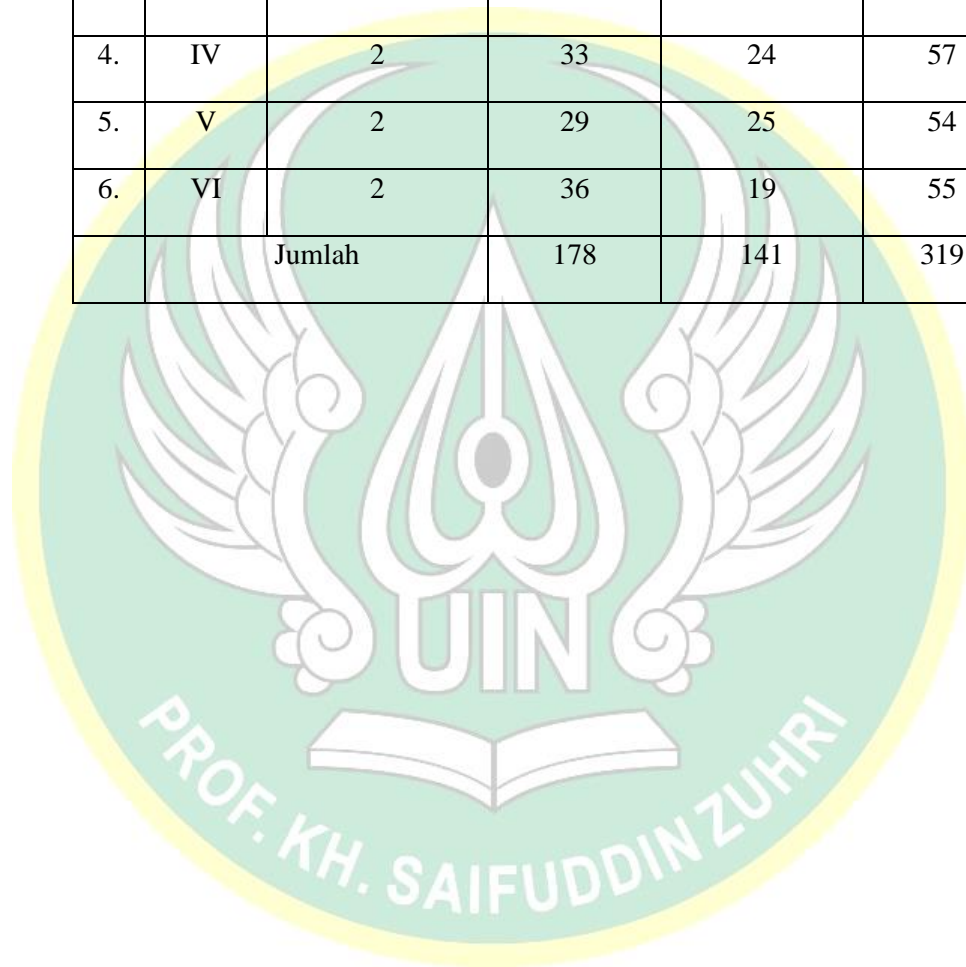 4. IV 2 33 24 57
5. V 2 29 25 54
6. VI 2 36 19 55
Jumlah 178 141 319
UIN
PROF. KH. SAIFUDDIN ZUHRI